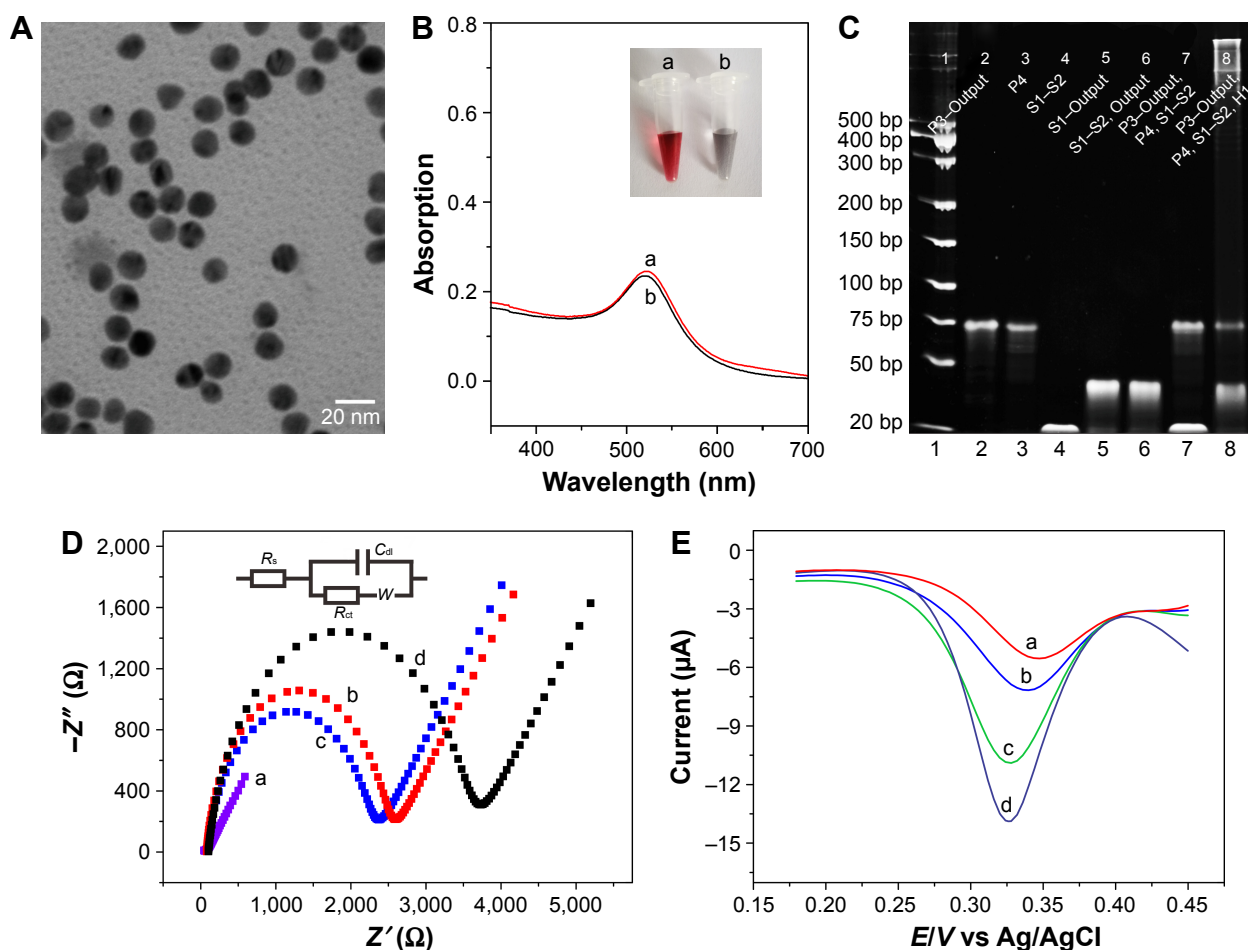 A
20 nm
B
Absorption
0.8
0.6
0.4
0.2
0.0
a
b
a
b
400
500
600
700
Wavelength (nm)
C
1
2
3
4
5
6
7
8
P3–Output
P4
S1–S2
S1–Output
S1–S2, Output
P3–Output,
P4, S1–S2
P3–Output,
P4, S1–S2, H1
500 bp
400 bp
300 bp
200 bp
150 bp
100 bp
75 bp
50 bp
20 bp
1
2
3
4
5
6
7
8
D
–Z″ (Ω)
2,000
1,600
1,200
800
400
0
Rs
Cdl
Rct
W
d
b
c
a
0
1,000
2,000
3,000
4,000
5,000
Z′ (Ω)
E
Current (µA)
0
–3
–6
–9
–12
–15
a
b
c
d
0.15
0.20
0.25
0.30
0.35
0.40
0.45
E/V vs Ag/AgCl